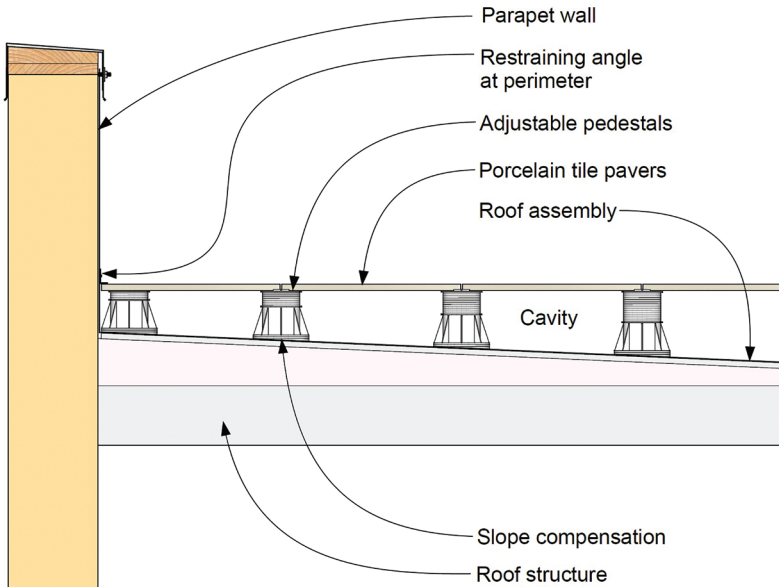 Parapet wall
Restraining angle
at perimeter
Adjustable pedestals
Porcelain tile pavers
Roof assembly
Cavity
Slope compensation
Roof structure